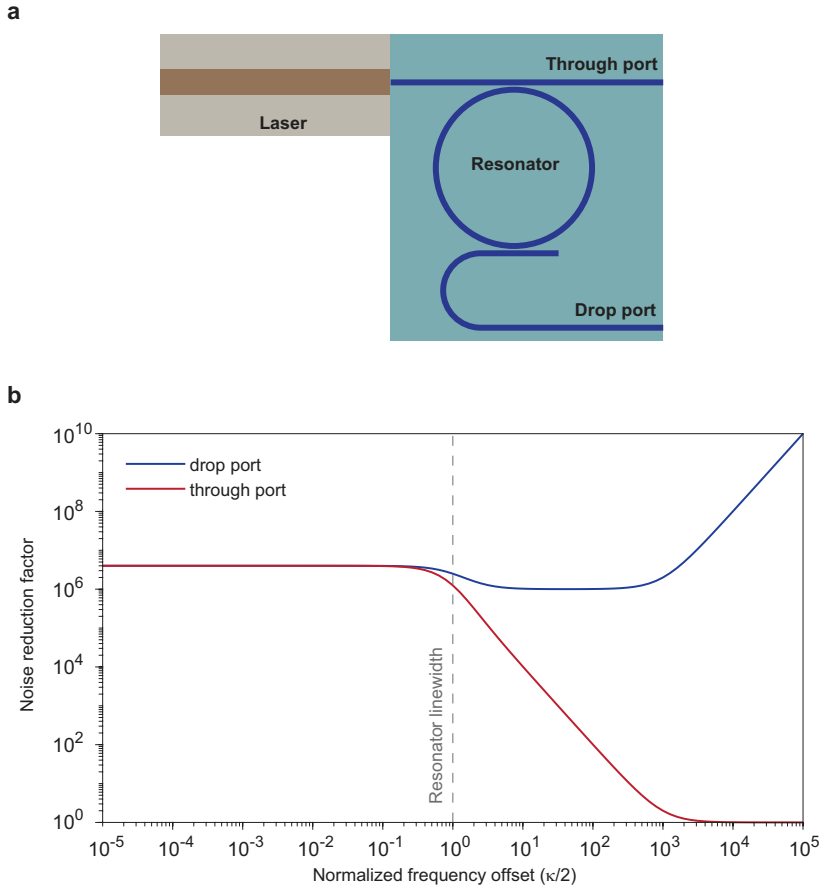 a
Through port
Laser
Resonator
Drop port
b
Noise reduction factor
10^10
10^8
10^6
10^4
10^2
10^0
drop port
through port
Resonator linewidth
10^-5
10^-4
10^-3
10^-2
10^-1
10^0
10^1
10^2
10^3
10^4
10^5
Normalized frequency offset (κ/2)